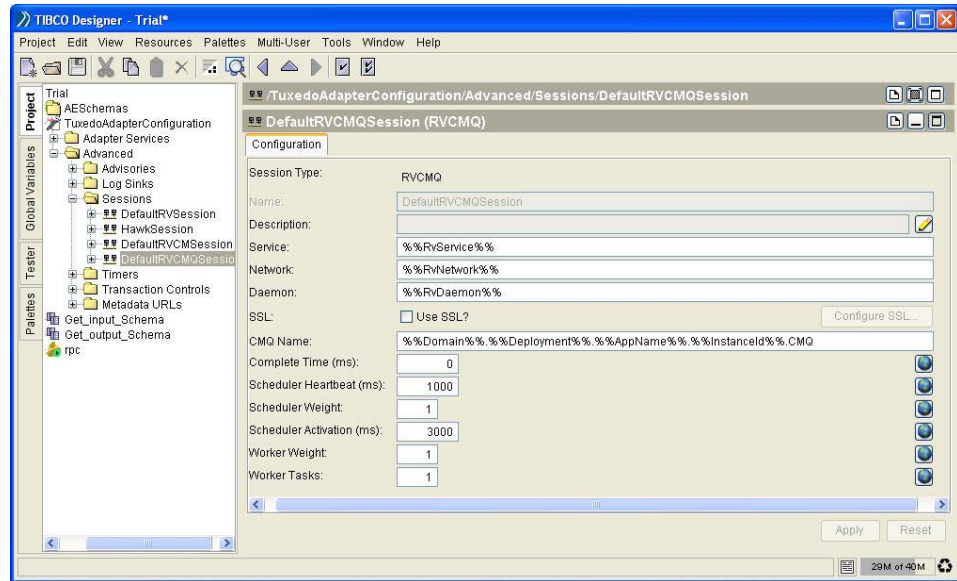 TIBCO Designer - Trial*
Project Edit View Resources Palettes Multi-User Tools Window Help
Project
Global Variables
Tester
Palettes
Trial
AESchemas
TuxedoAdapterConfiguration
Adapter Services
Advanced
Advisories
Log Sinks
Sessions
DefaultRVSession
HawkSession
DefaultRVCMSession
DefaultRVCMQSessio
Timers
Transaction Controls
Metadata URLs
Get_input_Schema
Get_output_Schema
rpc
/TuxedoAdapterConfiguration/Advanced/Sessions/DefaultRVCMQSession
DefaultRVCMQSession (RVCMQ)
Configuration
Session Type: RVCMQ
Name: DefaultRVCMQSession
Description:
Service: %%RvService%%
Network: %%RvNetwork%%
Daemon: %%RvDaemon%%
SSL: Use SSL? Configure SSL...
CMQ Name: %%Domain%%.%%Deployment%%.%%AppName%%.%%InstanceId%%.CMQ
Complete Time (ms): 0
Scheduler Heartbeat (ms): 1000
Scheduler Weight: 1
Scheduler Activation (ms): 3000
Worker Weight: 1
Worker Tasks: 1
Apply Reset
29M of 40M